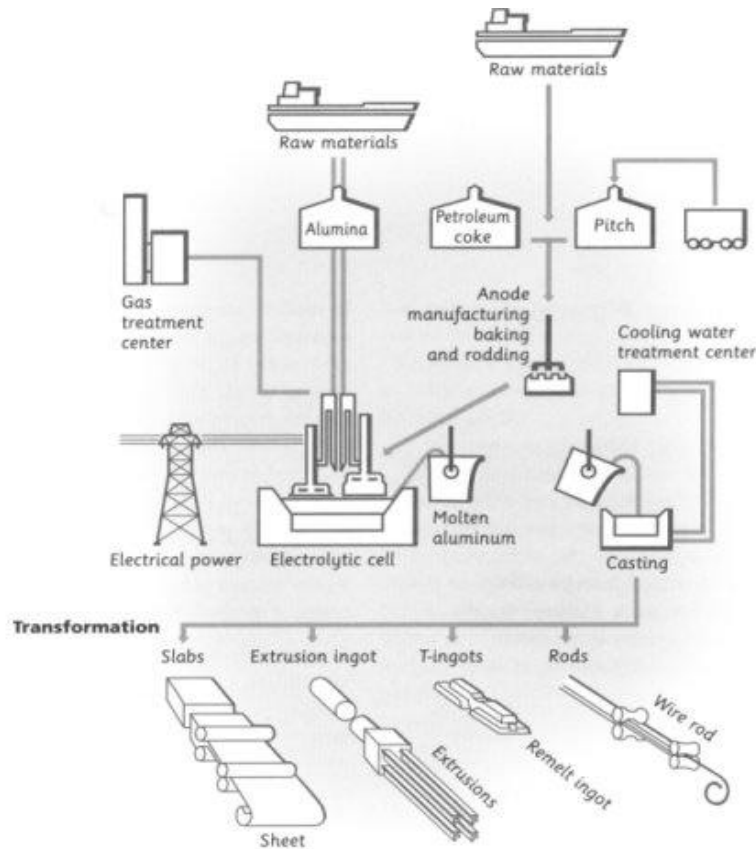 Raw materials
Raw materials
Alumina
Petroleum
coke
Pitch
Gas
treatment
center
Anode
manufacturing
baking
and rodding
Cooling water
treatment center
Molten
aluminum
Electrical power
Electrolytic cell
Casting
Transformation
Slabs
Extrusion ingot
T-ingots
Rods
Wire rod
Extrusions
Remelt ingot
Sheet